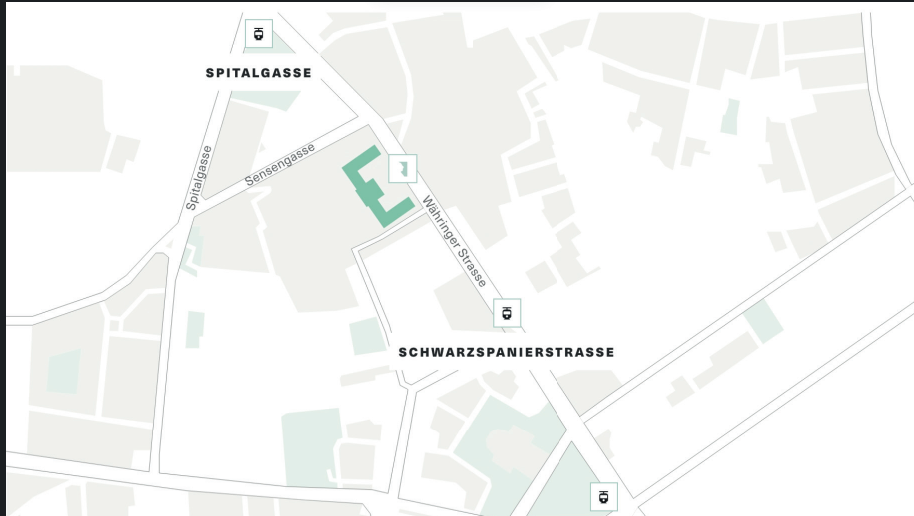 SPITALGASSE
Spitalgasse
Sensengasse
Währinger Strasse
SCHWARZSPANIERSTRASSE